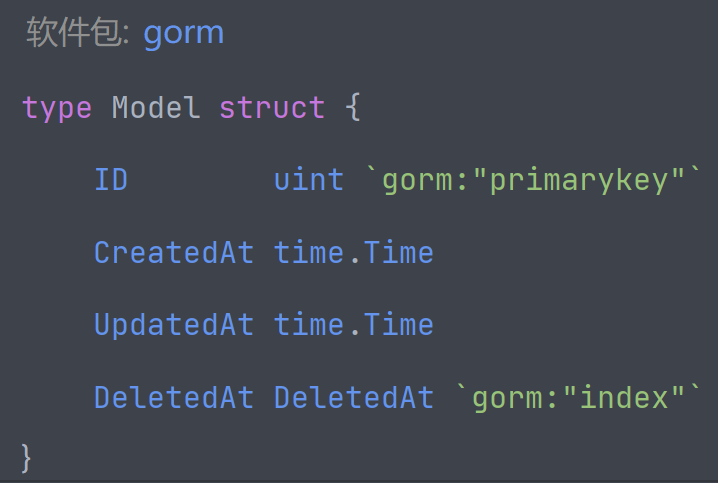 软件包: gorm
type Model struct {
    ID        uint `gorm:"primarykey"`
    CreatedAt time.Time
    UpdatedAt time.Time
    DeletedAt DeletedAt `gorm:"index"`
}